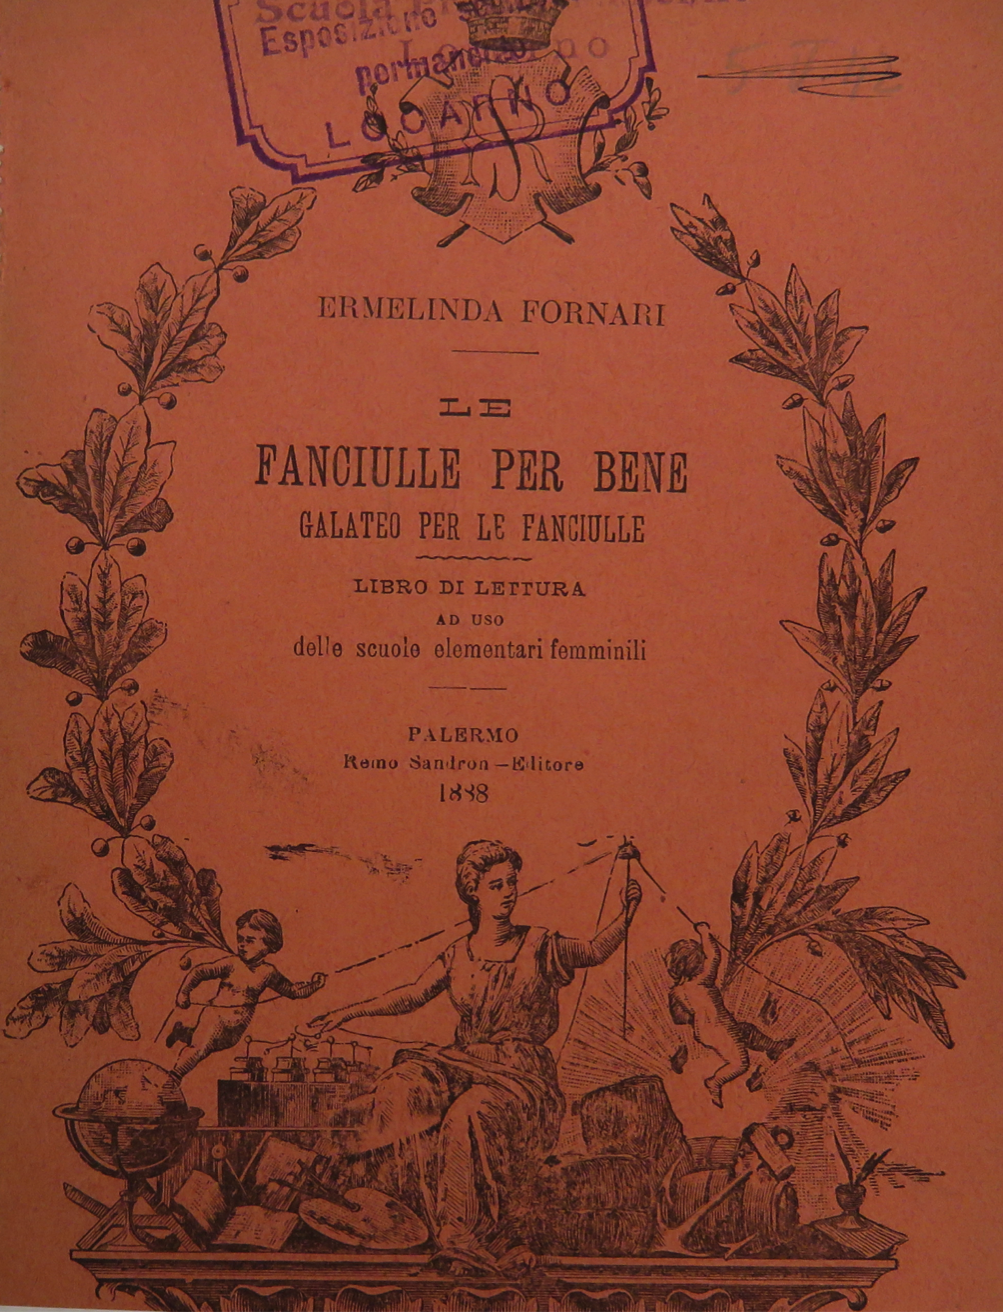 Scuola
Esposizione
permanente
LOCARNO
ERMELINDA FORNARI
LE
FANCIULLE PER BENE
GALATEO PER LE FANCIULLE
LIBRO DI LETTURA
AD USO
delle scuole elementari femminili
PALERMO
Remo Sandron — Editore
1888